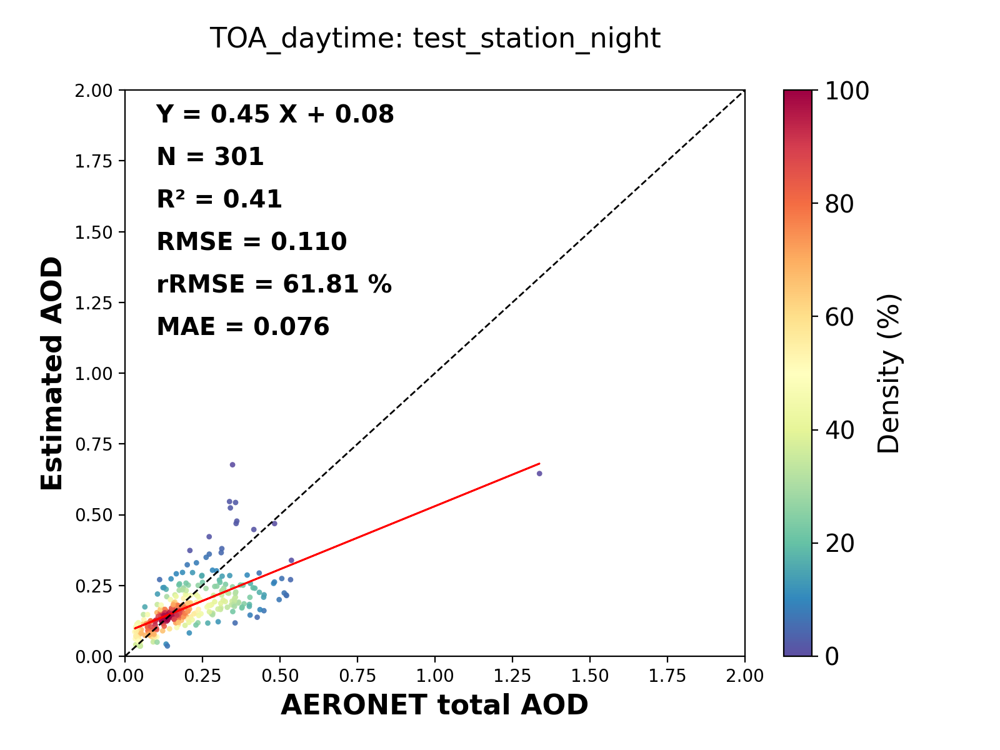 TOA_daytime: test_station_night
Y = 0.45 X + 0.08
N = 301
R² = 0.41
RMSE = 0.110
rRMSE = 61.81 %
MAE = 0.076
2.00
1.75
1.50
1.25
1.00
0.75
0.50
0.25
0.00
Estimated AOD
0.00 0.25 0.50 0.75 1.00 1.25 1.50 1.75 2.00
AERONET total AOD
100
80
60
40
20
0
Density (%)